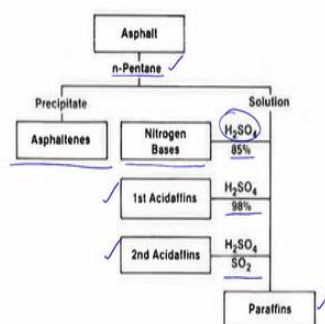 Asphalt
n-Pentane
Precipitate
Solution
Asphaltenes
Nitrogen
Bases
H₂SO₄
85%
1st Acidaffins
H₂SO₄
98%
2nd Acidaffins
H₂SO₄
SO₂
Paraffins